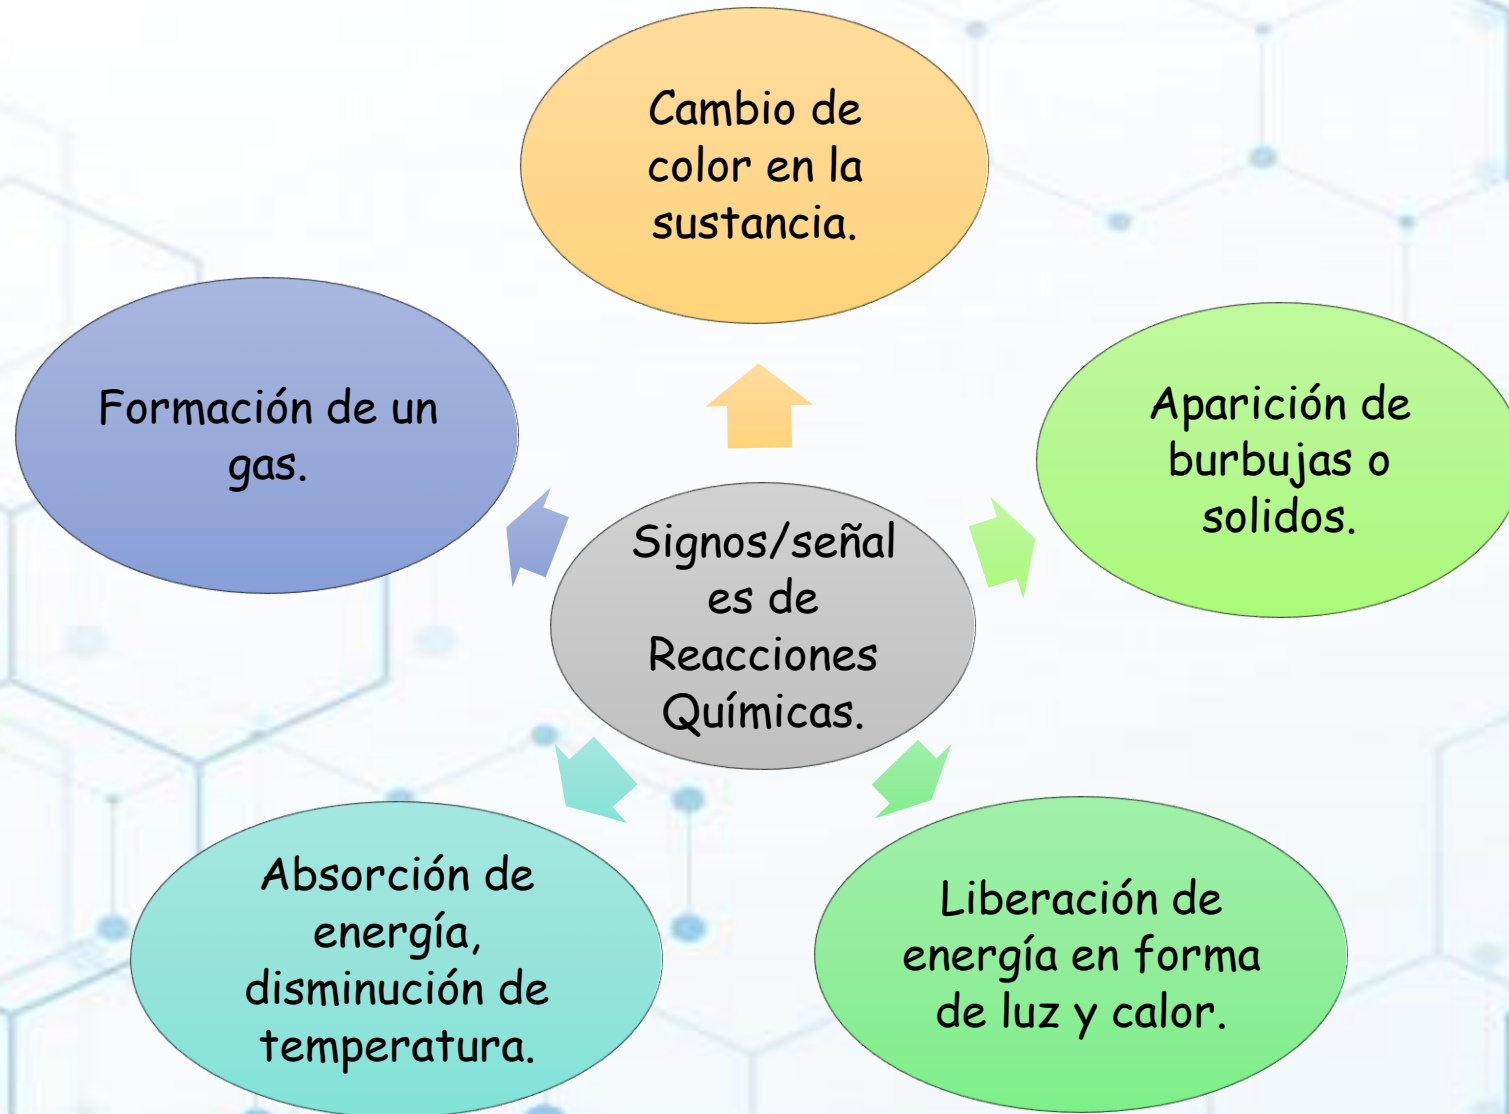 Cambio de
color en la
sustancia.
Formación de un
gas.
Aparición de
burbujas o
solidos.
Signos/señal
es de
Reacciones
Químicas.
Absorción de
energía,
disminución de
temperatura.
Liberación de
energía en forma
de luz y calor.